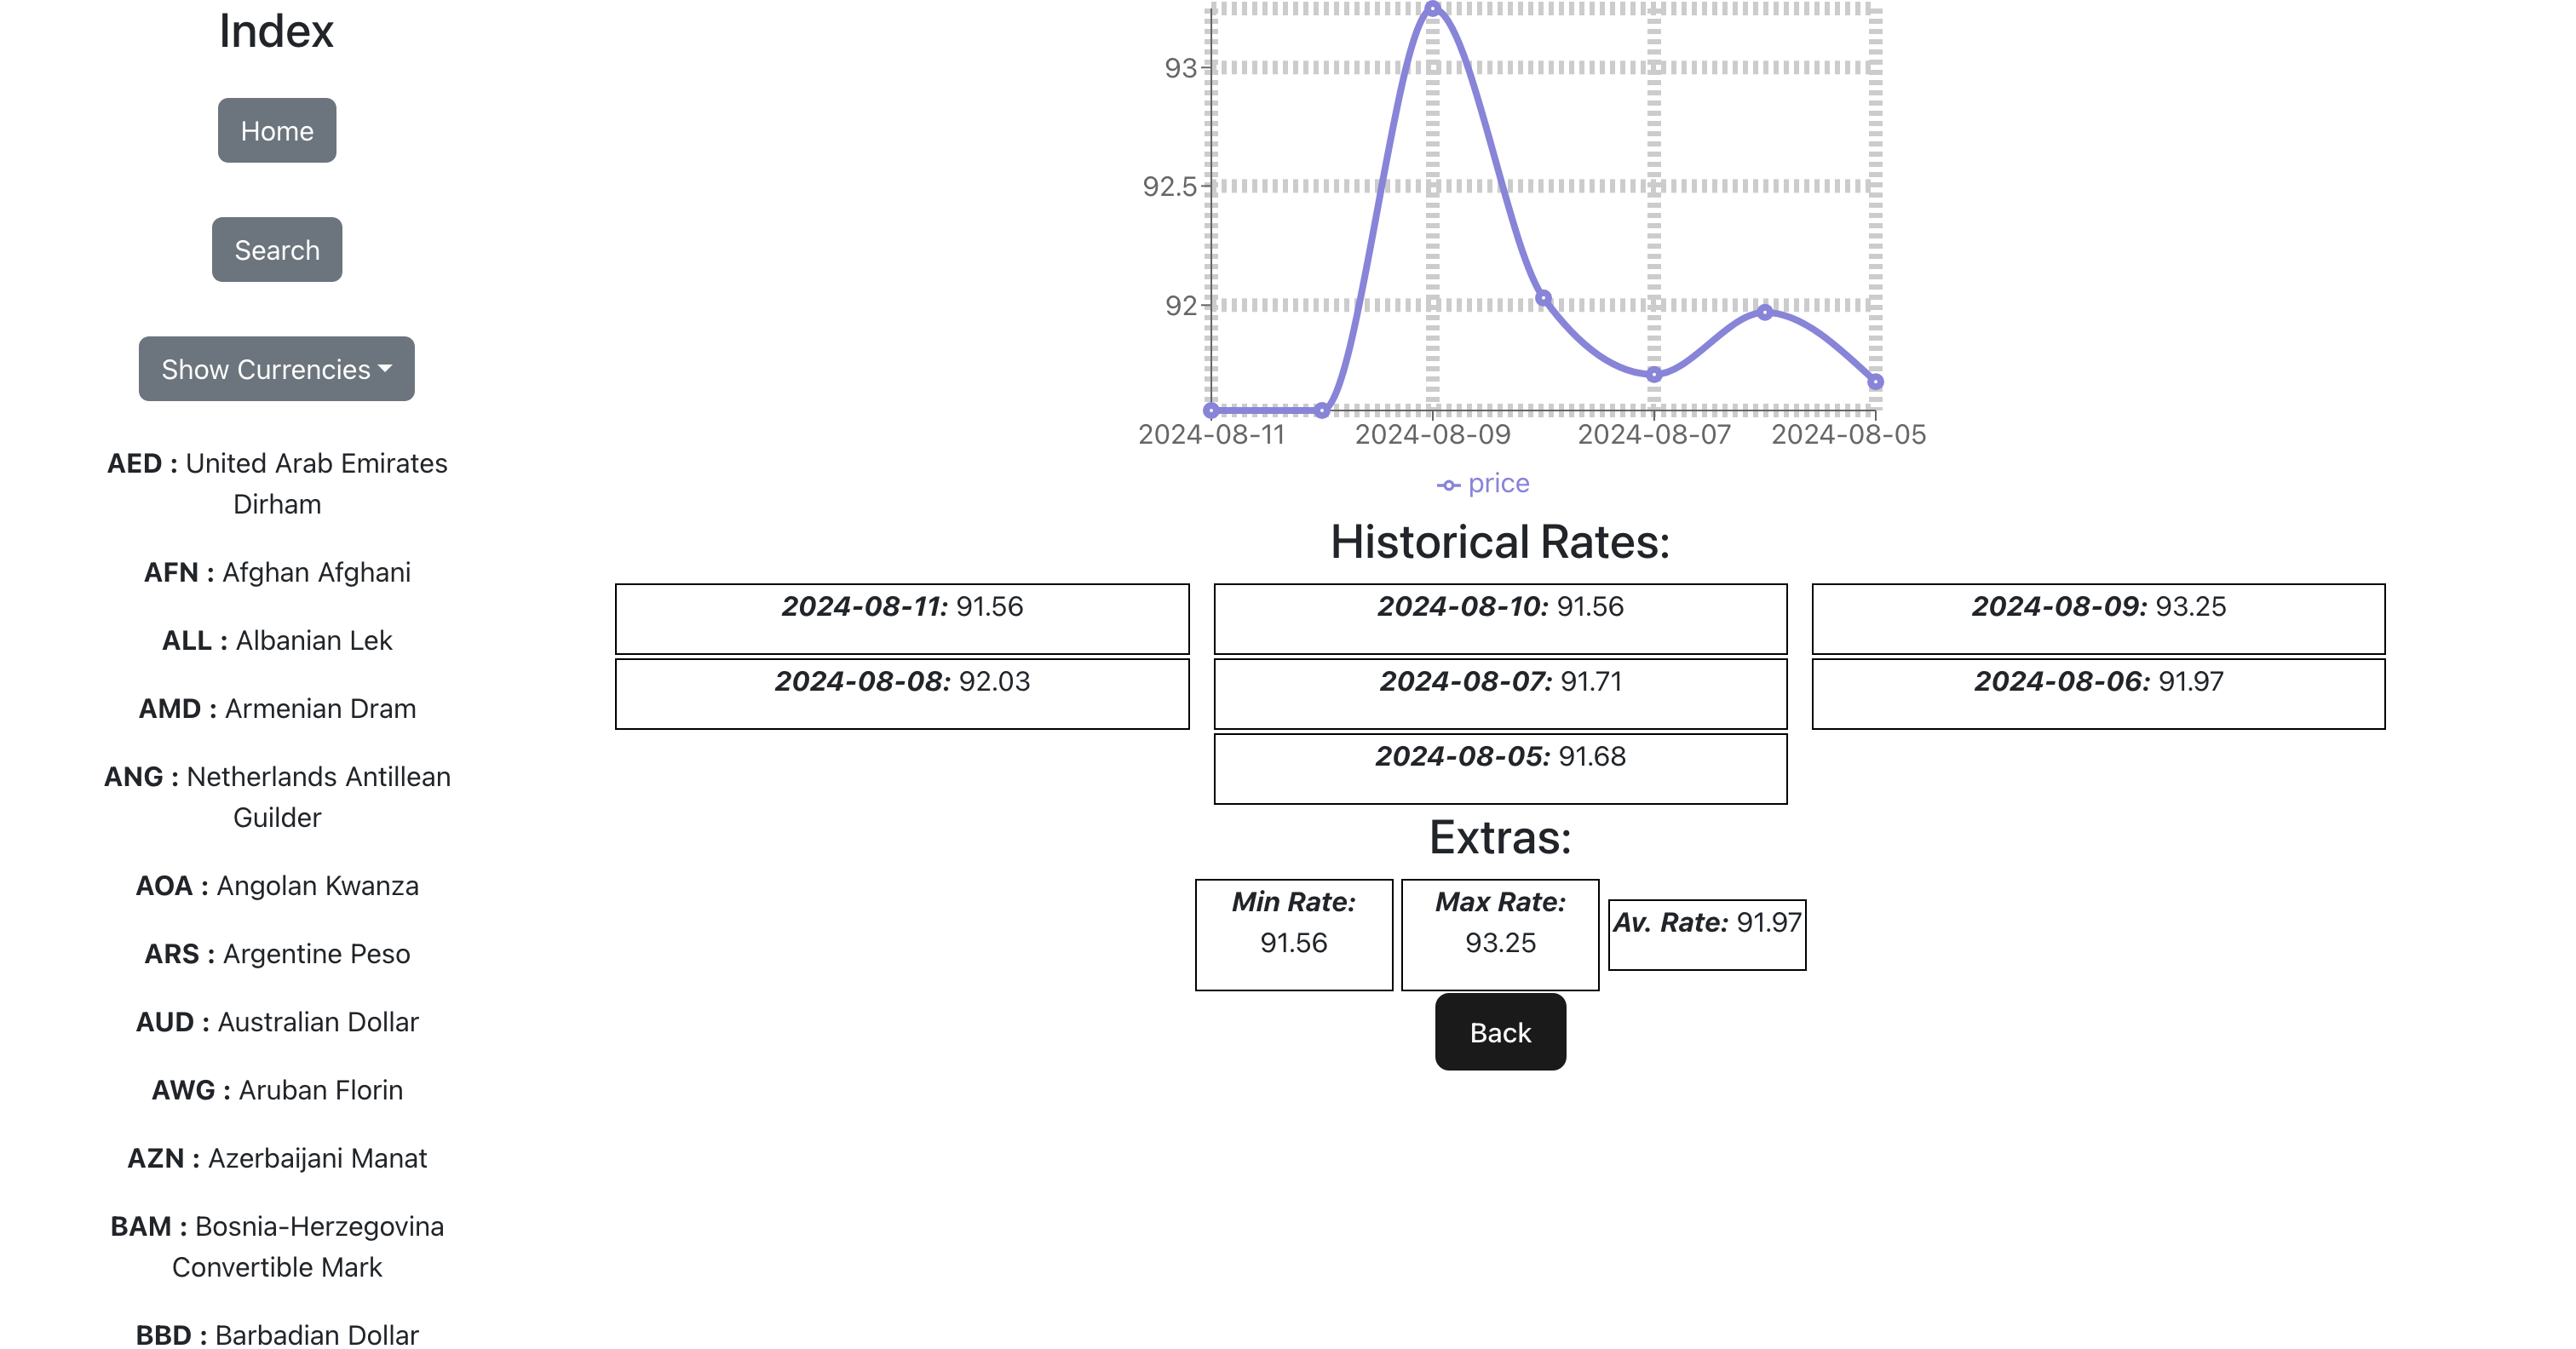 Index
Home
Search
Show Currencies
AED : United Arab Emirates
Dirham
AFN : Afghan Afghani
ALL : Albanian Lek
AMD : Armenian Dram
ANG : Netherlands Antillean
Guilder
AOA : Angolan Kwanza
ARS : Argentine Peso
AUD : Australian Dollar
AWG : Aruban Florin
AZN : Azerbaijani Manat
BAM : Bosnia-Herzegovina
Convertible Mark
BBD : Barbadian Dollar
93
92.5
92
2024-08-11 2024-08-09 2024-08-07 2024-08-05
price
Historical Rates:
2024-08-11: 91.56 2024-08-10: 91.56 2024-08-09: 93.25
2024-08-08: 92.03 2024-08-07: 91.71 2024-08-06: 91.97
2024-08-05: 91.68
Extras:
Min Rate:
91.56
Max Rate:
93.25
Av. Rate: 91.97
Back